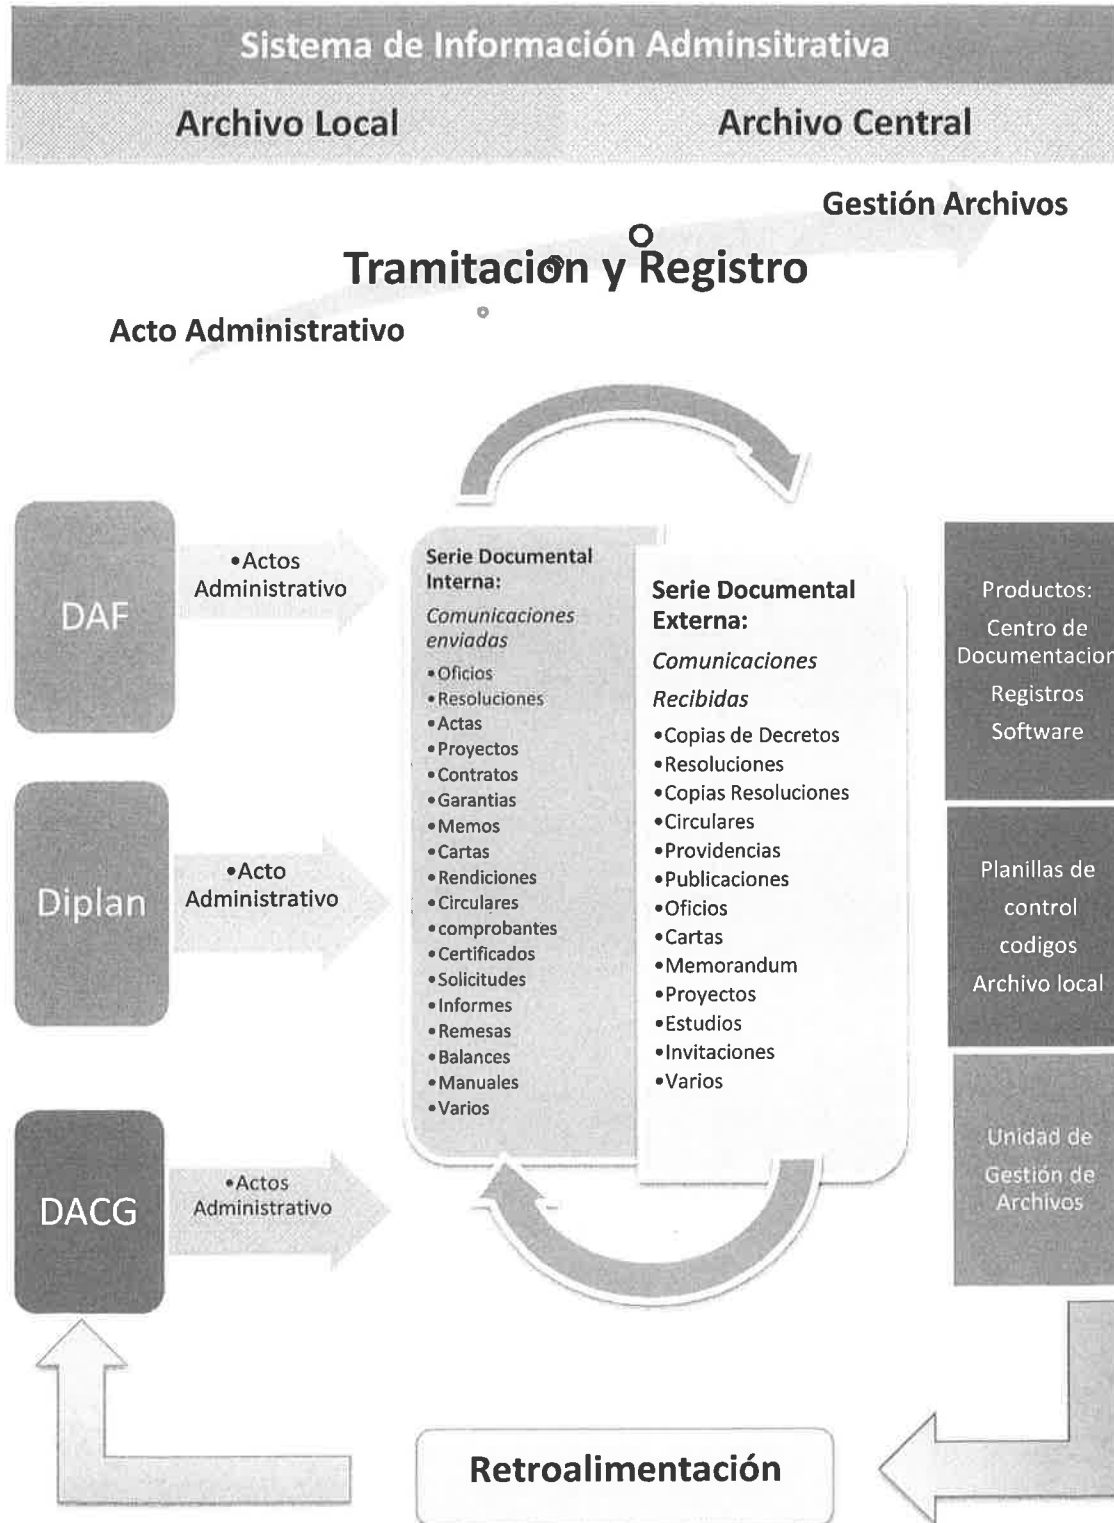 Sistema de Información Adminsitrativa
Archivo Local
Archivo Central
Gestión Archivos
Tramitación y Registro
Acto Administrativo
DAF
•Actos
Administrativo
Diplan
•Acto
Administrativo
DACG
•Actos
Administrativo
Serie Documental
Interna:
Comunicaciones
enviadas
•Oficios
•Resoluciones
•Actas
•Proyectos
•Contratos
•Garantias
•Memos
•Cartas
•Rendiciones
•Circulares
•comprobantes
•Certificados
•Solicitudes
•Informes
•Remesas
•Balances
•Manuales
•Varios
Serie Documental
Externa:
Comunicaciones
Recibidas
•Copias de Decretos
•Resoluciones
•Copias Resoluciones
•Circulares
•Providencias
•Publicaciones
•Oficios
•Cartas
•Memorandum
•Proyectos
•Estudios
•Invitaciones
•Varios
Productos:
Centro de
Documentacion
Registros
Software
Planillas de
control
codigos
Archivo local
Unidad de
Gestión de
Archivos
Retroalimentación